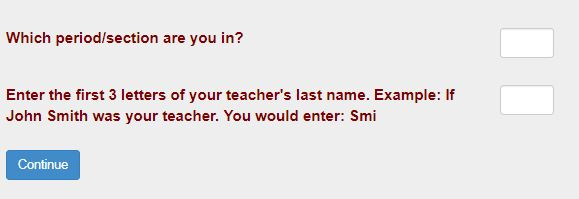 Which period/section are you in?
Enter the first 3 letters of your teacher's last name. Example: If
John Smith was your teacher. You would enter: Smi
Continue